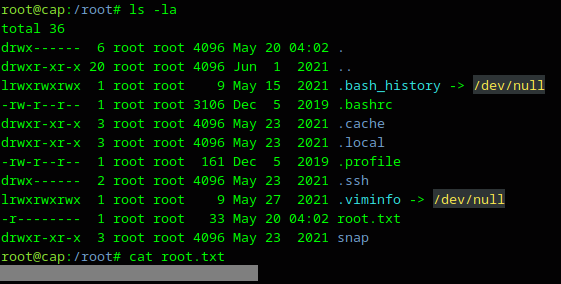 root@cap:/root# ls -la
total 36
drwx------  6 root root 4096 May 20 04:02 .
drwxr-xr-x 20 root root 4096 Jun  1  2021 ..
lrwxrwxrwx  1 root root    9 May 15  2021 .bash_history -> /dev/null
-rw-r--r--  1 root root 3106 Dec  5  2019 .bashrc
drwxr-xr-x  3 root root 4096 May 23  2021 .cache
drwxr-xr-x  3 root root 4096 May 23  2021 .local
-rw-r--r--  1 root root  161 Dec  5  2019 .profile
drwx------  2 root root 4096 May 23  2021 .ssh
lrwxrwxrwx  1 root root    9 May 27  2021 .viminfo -> /dev/null
-r--------  1 root root   33 May 20 04:02 root.txt
drwxr-xr-x  3 root root 4096 May 23  2021 snap
root@cap:/root# cat root.txt